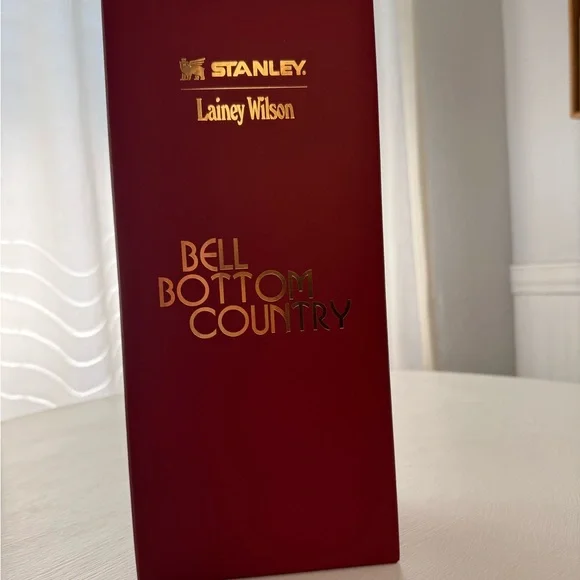 STANLEY.
Lainey Wilson
BELL
BOTTOM
COUNTRY